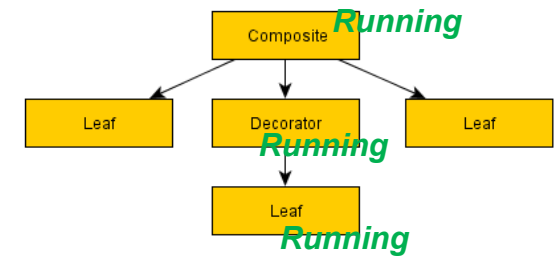 Composite
Running
Leaf
Decorator
Leaf
Running
Leaf
Running